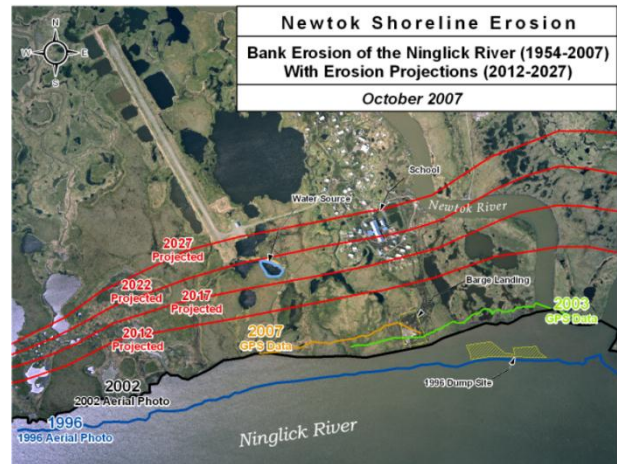 Newtok Shoreline Erosion
Bank Erosion of the Ninglick River (1954-2007)
With Erosion Projections (2012-2027)
October 2007
N
W
E
S
School
Water Source
Newtok River
2027
Projected
2022
Projected
2017
Projected
2012
Projected
Barge Landing
2003
GPS Data
2007
GPS Data
2002
2002 Aerial Photo
1996 Dump Site
1996
1996 Aerial Photo
Ninglick River